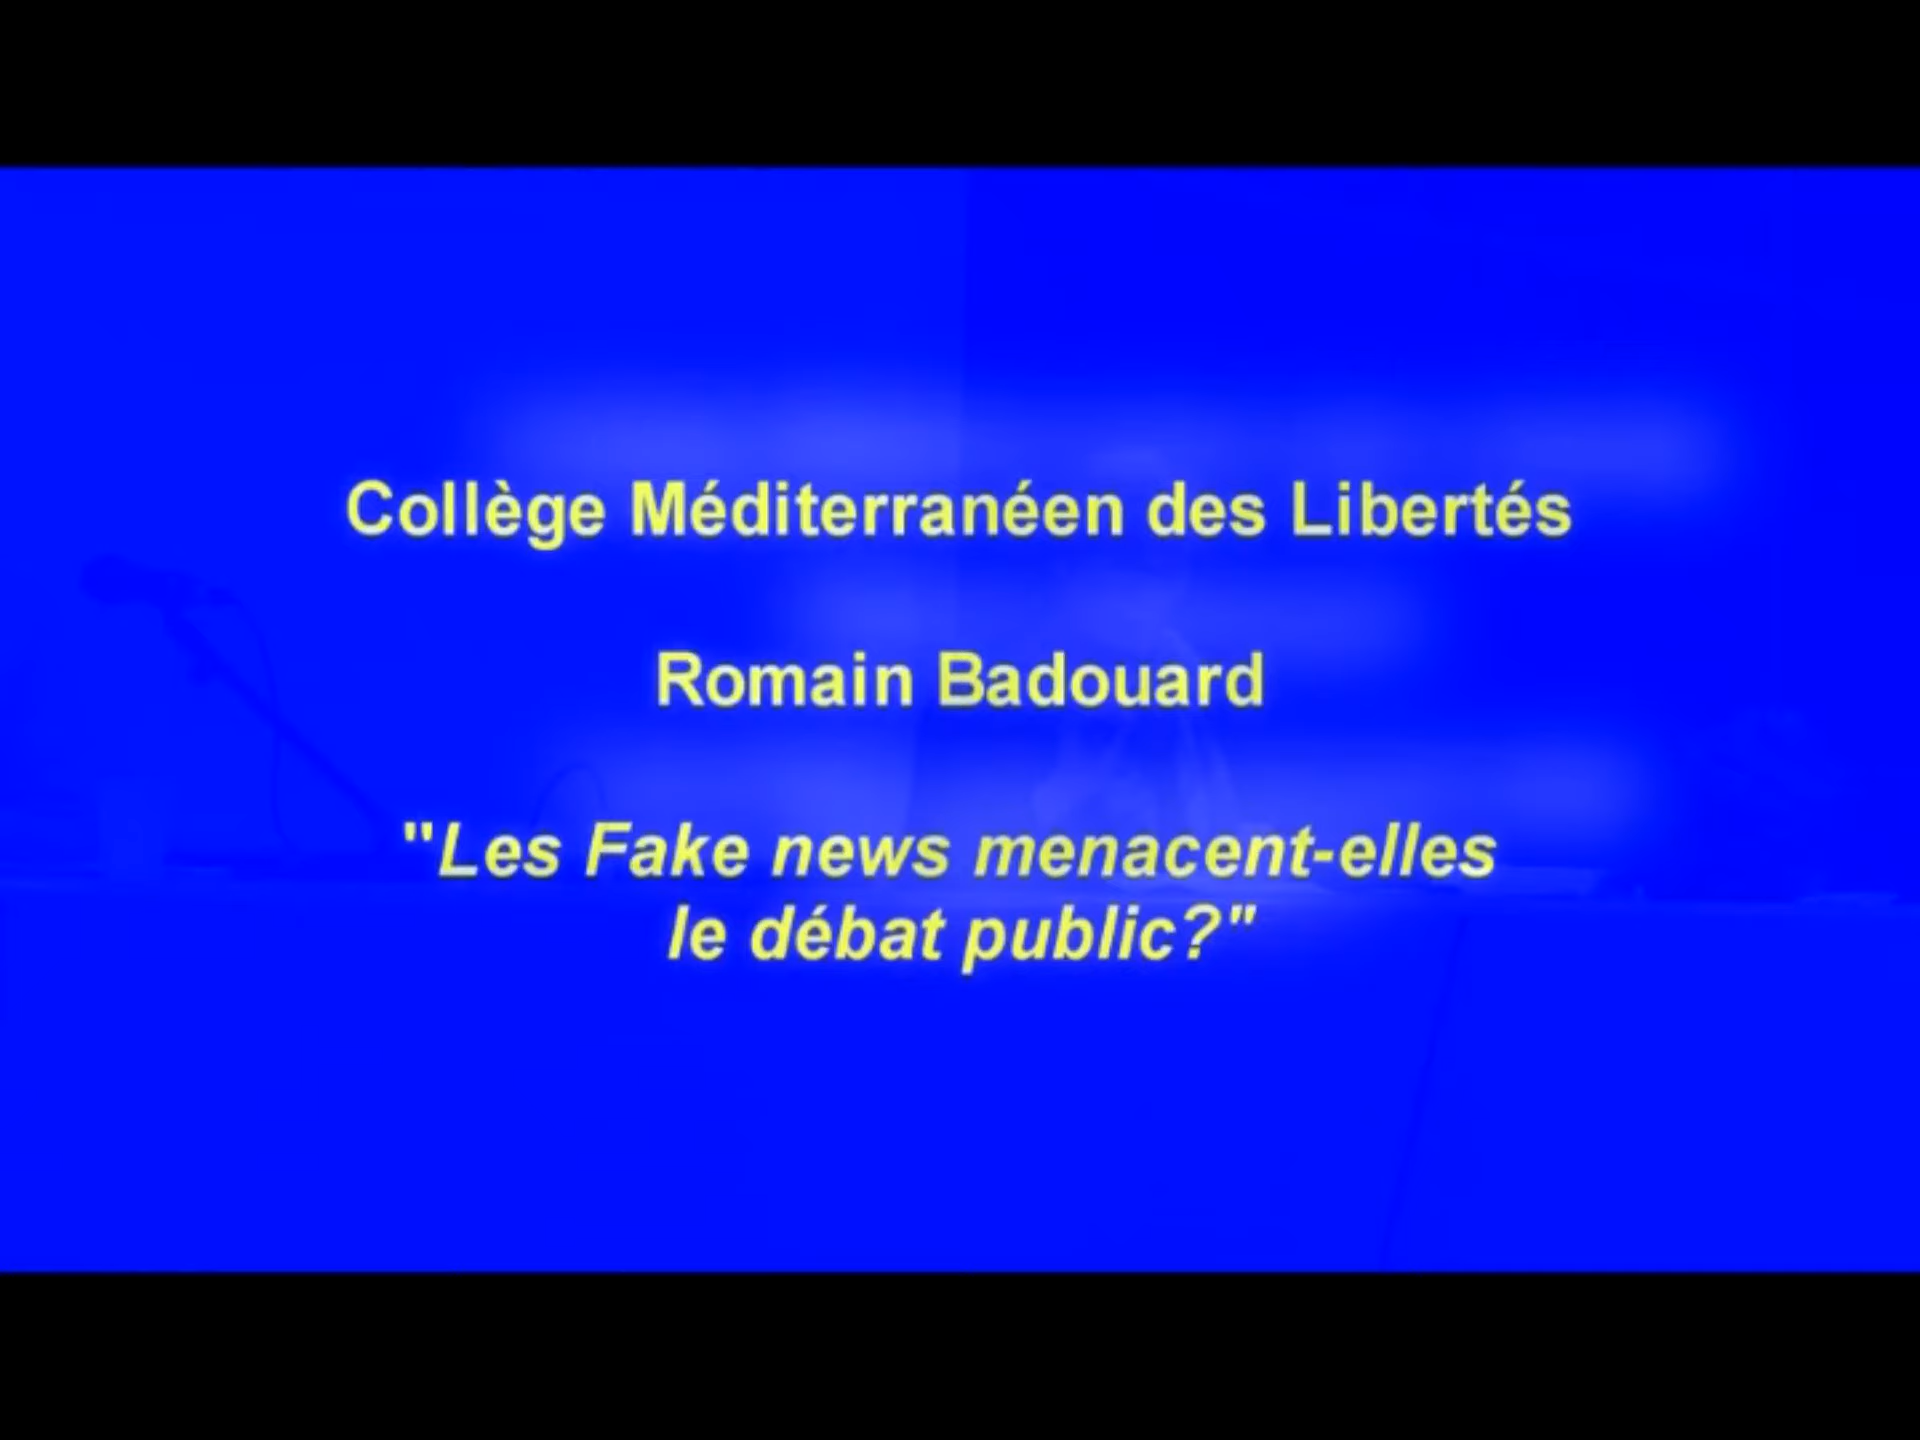 Collège Méditerranéen des Libertés
Romain Badouard
"Les Fake news menacent-elles
le débat public?"